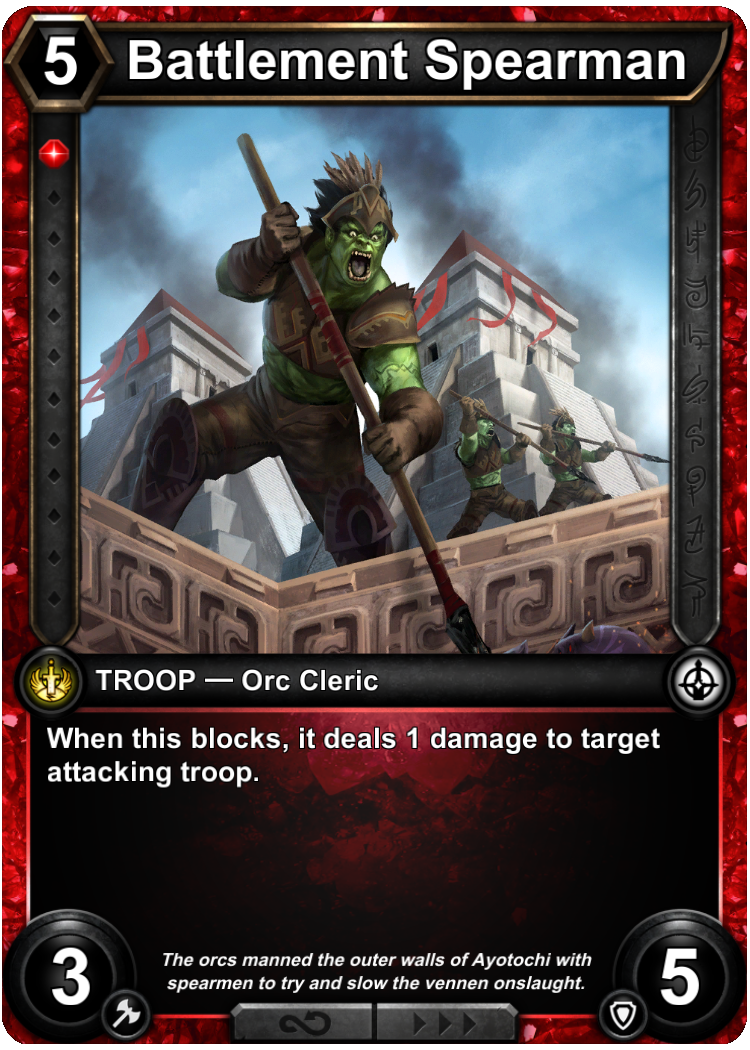 5 Battlement Spearman
TROOP — Orc Cleric
When this blocks, it deals 1 damage to target
attacking troop.
The orcs manned the outer walls of Ayotochi with
spearmen to try and slow the vennen onslaught.
3
5